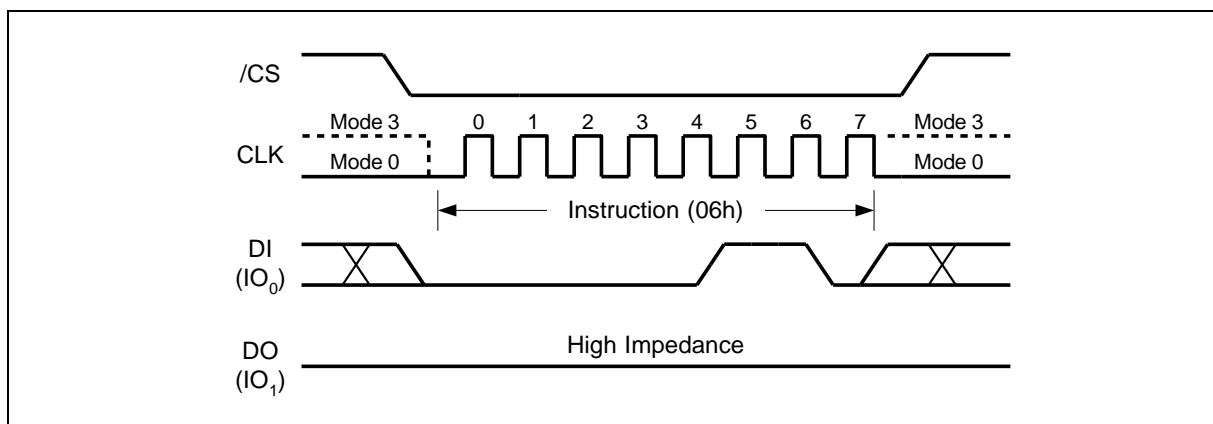 /CS
Mode 3 0 1 2 3 4 5 6 7 Mode 3
CLK
Mode 0 Mode 0
Instruction (06h)
DI
(IO₀)
High Impedance
DO
(IO₁)